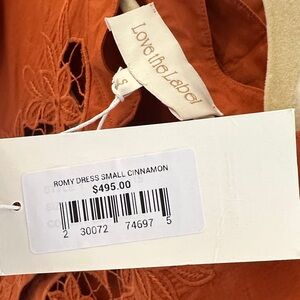 Love the Label
S
ROMY DRESS SMALL CINNAMON
$495.00
2 30072 74697 5